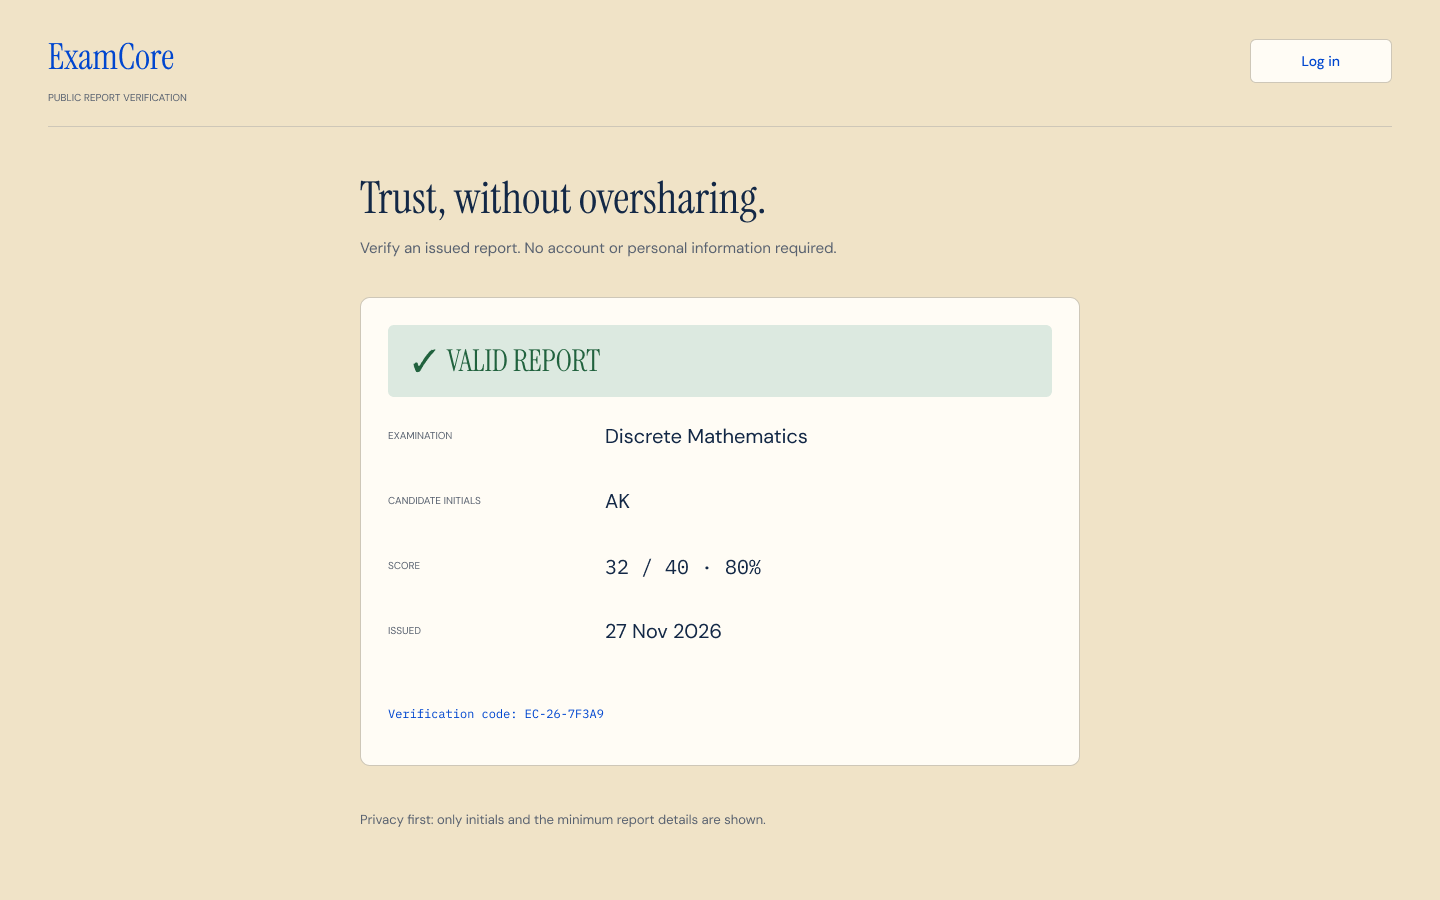 ExamCore
Log in
PUBLIC REPORT VERIFICATION
Trust, without oversharing.
Verify an issued report. No account or personal information required.
✓ VALID REPORT
EXAMINATION
Discrete Mathematics
CANDIDATE INITIALS
AK
SCORE
32 / 40 · 80%
ISSUED
27 Nov 2026
Verification code: EC-26-7F3A9
Privacy first: only initials and the minimum report details are shown.